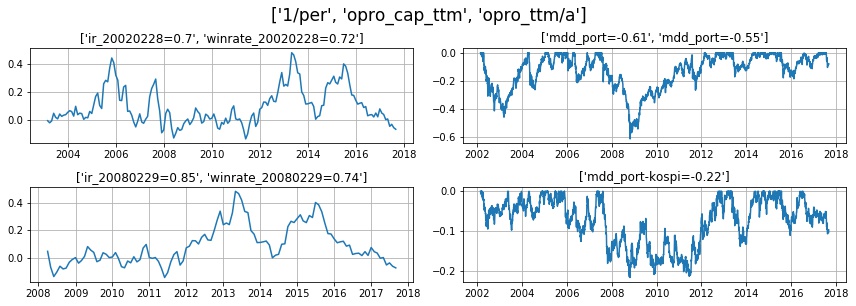 ['1/per', 'opro_cap_ttm', 'opro_ttm/a']
['ir_20020228=0.7', 'winrate_20020228=0.72']
0.4
0.2
0.0
2004 2006 2008 2010 2012 2014 2016 2018
['mdd_port=-0.61', 'mdd_port=-0.55']
0.0
−0.2
−0.4
−0.6
2002 2004 2006 2008 2010 2012 2014 2016 2018
['ir_20080229=0.85', 'winrate_20080229=0.74']
0.4
0.2
0.0
2008 2009 2010 2011 2012 2013 2014 2015 2016 2017 2018
['mdd_port-kospi=-0.22']
0.0
−0.1
−0.2
2002 2004 2006 2008 2010 2012 2014 2016 2018